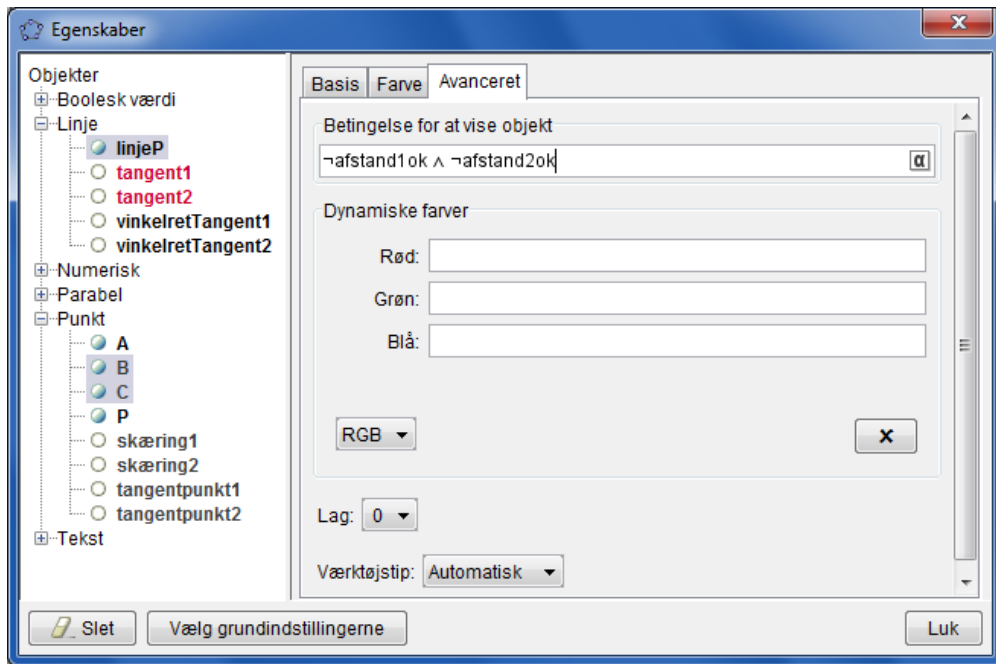 Egenskaber
Objekter
Boolesk værdi
Linje
linjeP
tangent1
tangent2
vinkelretTangent1
vinkelretTangent2
Numerisk
Parabel
Punkt
A
B
C
P
skæring1
skæring2
tangentpunkt1
tangentpunkt2
Tekst
Basis Farve Avanceret
Betingelse for at vise objekt
¬afstand1ok ∧ ¬afstand2ok α
Dynamiske farver
Rød:
Grøn:
Blå:
RGB
Lag: 0
Værktøjstip: Automatisk
Slet Vælg grundindstillingerne Luk